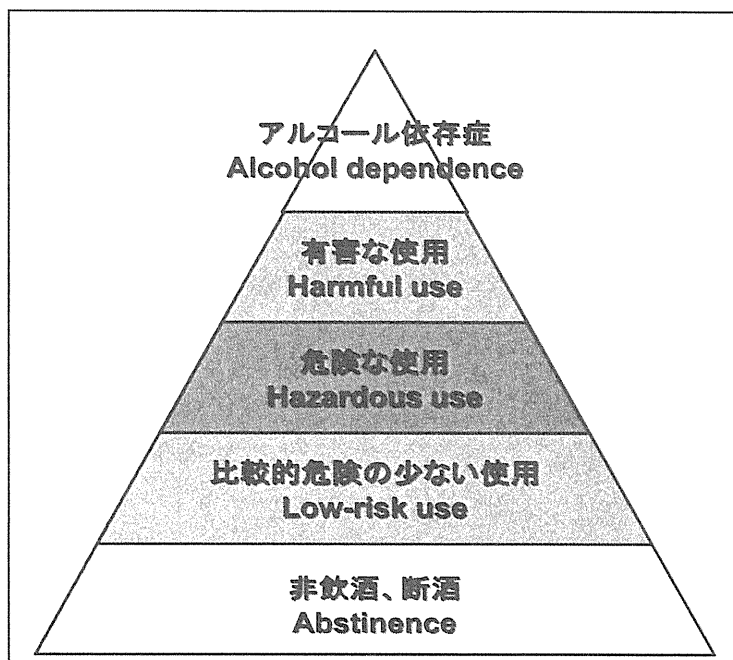 アルコール依存症
Alcohol dependence
有害な使用
Harmful use
危険な使用
Hazardous use
比較的危険の少ない使用
Low-risk use
非飲酒、断酒
Abstinence